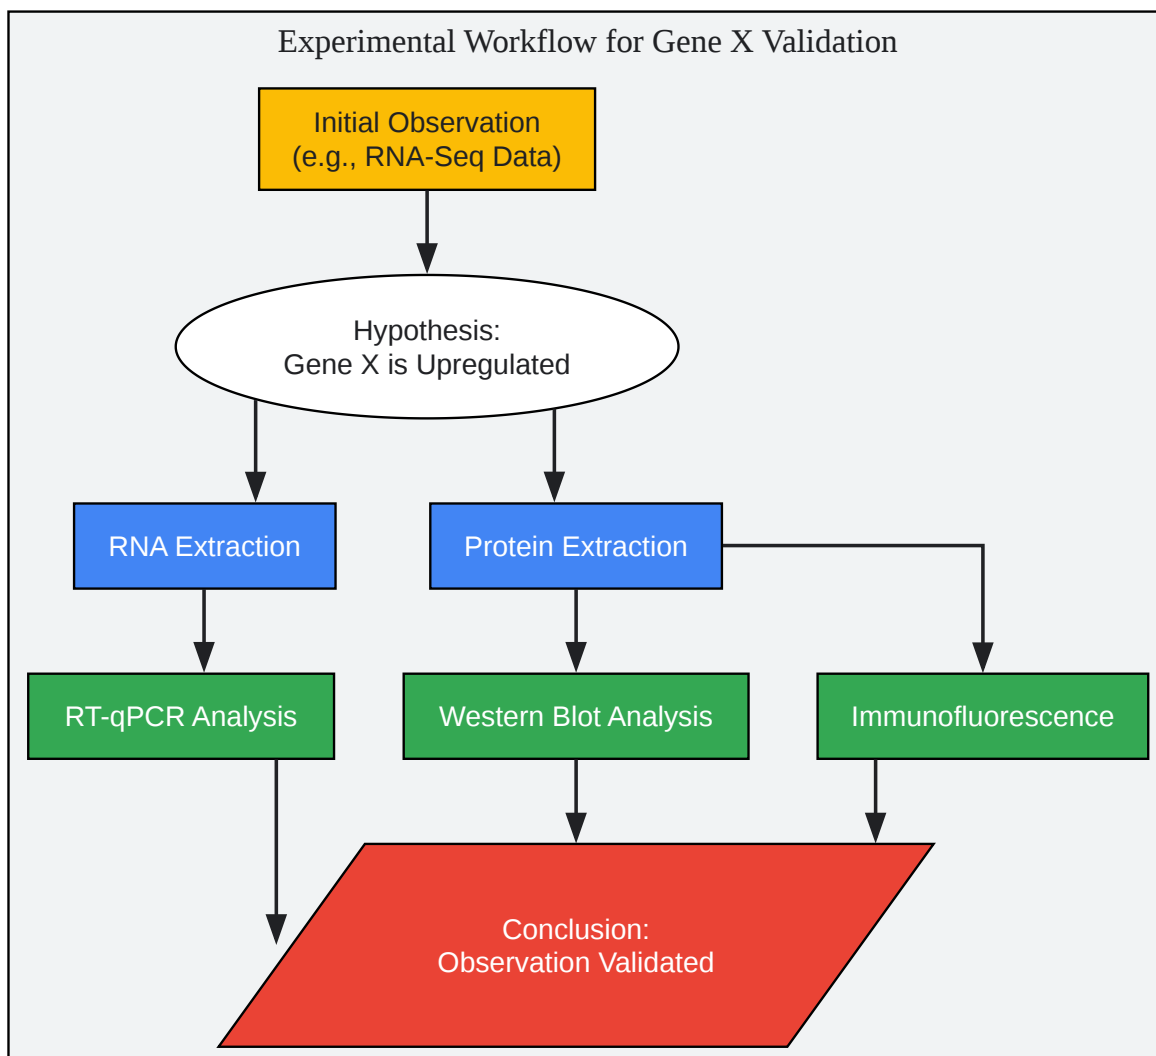 Experimental Workflow for Gene X Validation
Initial Observation
(e.g., RNA-Seq Data)
Hypothesis:
Gene X is Upregulated
RNA Extraction
Protein Extraction
RT-qPCR Analysis
Western Blot Analysis
Immunofluorescence
Conclusion:
Observation Validated